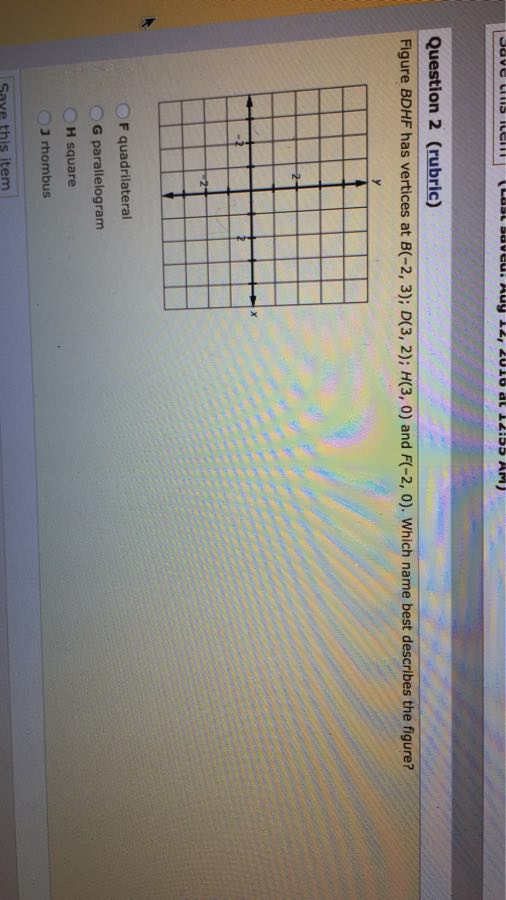 Save this item (Last saved: Aug 12, 2016 at 12:55 AM)
Question 2 (rubric)
Figure BDHF has vertices at B(−2, 3); D(3, 2); H(3, 0) and F(−2, 0). Which name best describes the figure?
y
2
-2
2
x
-2
F quadrilateral
G parallelogram
H square
J rhombus
Save this item